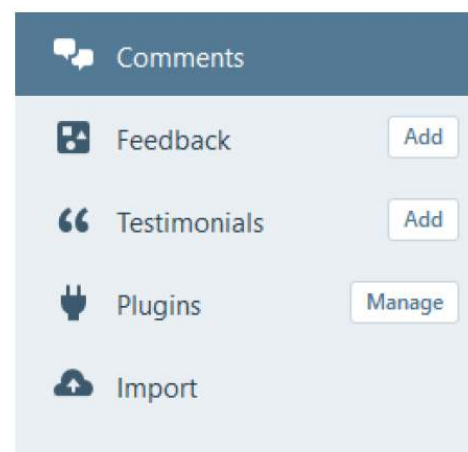 Comments
Feedback Add
Testimonials Add
Plugins Manage
Import